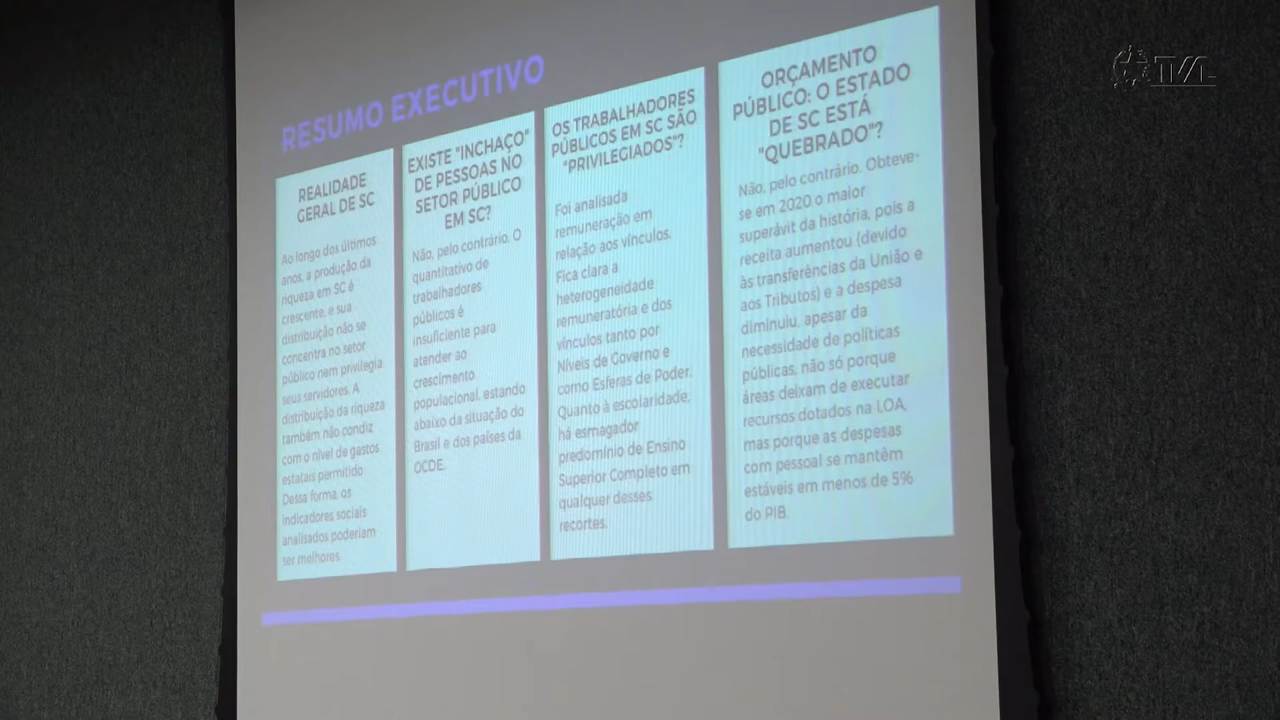 RESUMO EXECUTIVO
REALIDADE
GERAL DE SC
Ao longo dos últimos
anos, a produção da
riqueza em SC é
crescente, e sua
distribuição não se
concentra no setor
público nem privilegia
seus servidores. A
distribuição da riqueza
também não condiz
com o nível de gastos
estatais permitido
Dessa forma, os
indicadores sociais
analisados poderiam
ser melhores.
EXISTE "INCHAÇO"
DE PESSOAS NO
SETOR PÚBLICO
EM SC?
Não, pelo contrário. O
quantitativo de
trabalhadores
públicos é
insuficiente para
atender ao
crescimento
populacional, estando
abaixo da situação do
Brasil e dos países da
OCDE.
OS TRABALHADORES
PÚBLICOS EM SC SÃO
"PRIVILEGIADOS"?
Foi analisada
remuneração em
relação aos vínculos.
Fica clara a
heterogeneidade
remuneratória e dos
vínculos tanto por
Níveis de Governo e
como Esferas de Poder.
Quanto à escolaridade,
há esmagador
predomínio de Ensino
Superior Completo em
qualquer desses
recortes.
ORÇAMENTO
PÚBLICO: O ESTADO
DE SC ESTÁ
"QUEBRADO"?
Não, pelo contrário. Obteve-
se em 2020 o maior
superávit da história, pois a
receita aumentou (devido
às transferências da União e
aos Tributos) e a despesa
diminuiu, apesar da
necessidade de políticas
públicas, não só porque
áreas deixam de executar
recursos dotados na LOA,
mas porque as despesas
com pessoal se mantêm
estáveis em menos de 5%
do PIB.
TVAL